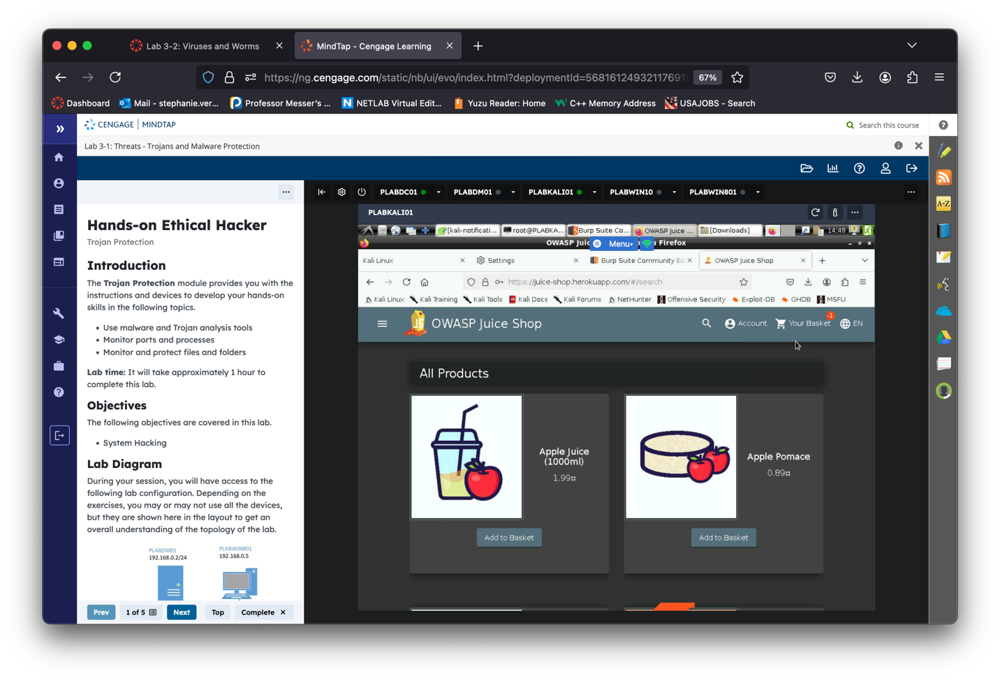 Lab 3-2: Viruses and Worms
MindTap - Cengage Learning
https://ng.cengage.com/static/nb/ui/evo/index.html?deploymentId=568161249321176918
67%
Dashboard
Mail - stephanie.ver...
Professor Messer's ...
NETLAB Virtual Edit...
Yuzu Reader: Home
C++ Memory Address
USAJOBS - Search
CENGAGE | MINDTAP
Search this course
Lab 3-1: Threats - Trojans and Malware Protection
A-Z
PLABDC01
PLABDM01
PLABKALI01
PLABWIN10
PLABWIN801
Hands-on Ethical Hacker
Trojan Protection
Introduction
The Trojan Protection module provides you with the
instructions and devices to develop your hands-on
skills in the following topics.
• Use malware and Trojan analysis tools
• Monitor ports and processes
• Monitor and protect files and folders
Lab time: It will take approximately 1 hour to
complete this lab.
Objectives
The following objectives are covered in this lab.
• System Hacking
Lab Diagram
During your session, you will have access to the
following lab configuration. Depending on the
exercises, you may or may not use all the devices,
but they are shown here in the layout to get an
overall understanding of the topology of the lab.
PLABDM01
192.168.0.2/24
PLABWIN801
192.168.0.5
Prev
1 of 5
Next
Top
Complete
PLABKALI01
[kali-notificati...
root@PLABKA...
Burp Suite Co...
OWASP Juice ...
[Downloads]
14:49
OWASP Juic
Menu
Firefox
Kali Linux
Settings
Burp Suite Community Ed
OWASP Juice Shop
https://juice-shop.herokuapp.com/#/search
Kali Linux
Kali Training
Kali Tools
Kali Docs
Kali Forums
NetHunter
Offensive Security
Exploit-DB
GHDB
MSFU
JS
OWASP Juice Shop
Account
Your Basket
-1
EN
All Products
Apple Juice
(1000ml)
1.99¤
Add to Basket
Apple Pomace
0.89¤
Add to Basket